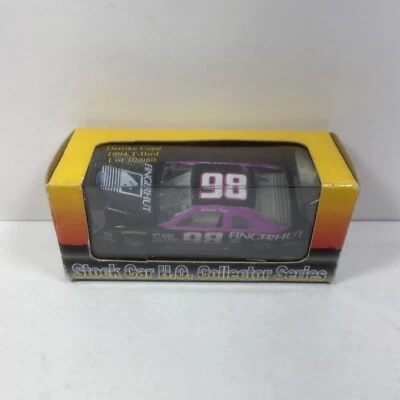 Derrike Cope
1994 T-Bird
1 of 10,080
FINGERHUT
98
98
FINGERHUT
Stock Car H.O. Collector Series